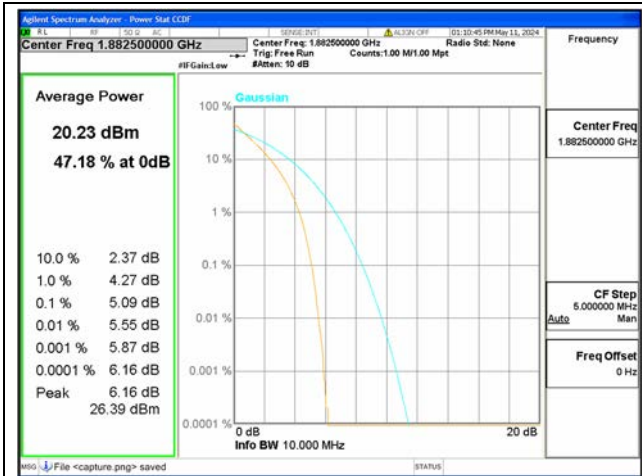 Agilent Spectrum Analyzer - Power Stat CCDF
RL RF 50 Ω AC SENSE:INT ALIGN OFF 01:10:45 PM May 11, 2024
Center Freq 1.882500000 GHz
Center Freq: 1.882500000 GHz Radio Std: None
Trig: Free Run Counts:1.00 M/1.00 Mpt
#IFGain:Low #Atten: 10 dB
Frequency
Average Power
20.23 dBm
47.18 % at 0dB
10.0 % 2.37 dB
1.0 % 4.27 dB
0.1 % 5.09 dB
0.01 % 5.55 dB
0.001 % 5.87 dB
0.0001 % 6.16 dB
Peak 6.16 dB
26.39 dBm
Gaussian
100 %
10 %
1 %
0.1 %
0.01 %
0.001 %
0.0001 %
0 dB 20 dB
Info BW 10.000 MHz
Center Freq
1.882500000 GHz
CF Step
5.000000 MHz
Auto Man
Freq Offset
0 Hz
MSG File <capture.png> saved STATUS